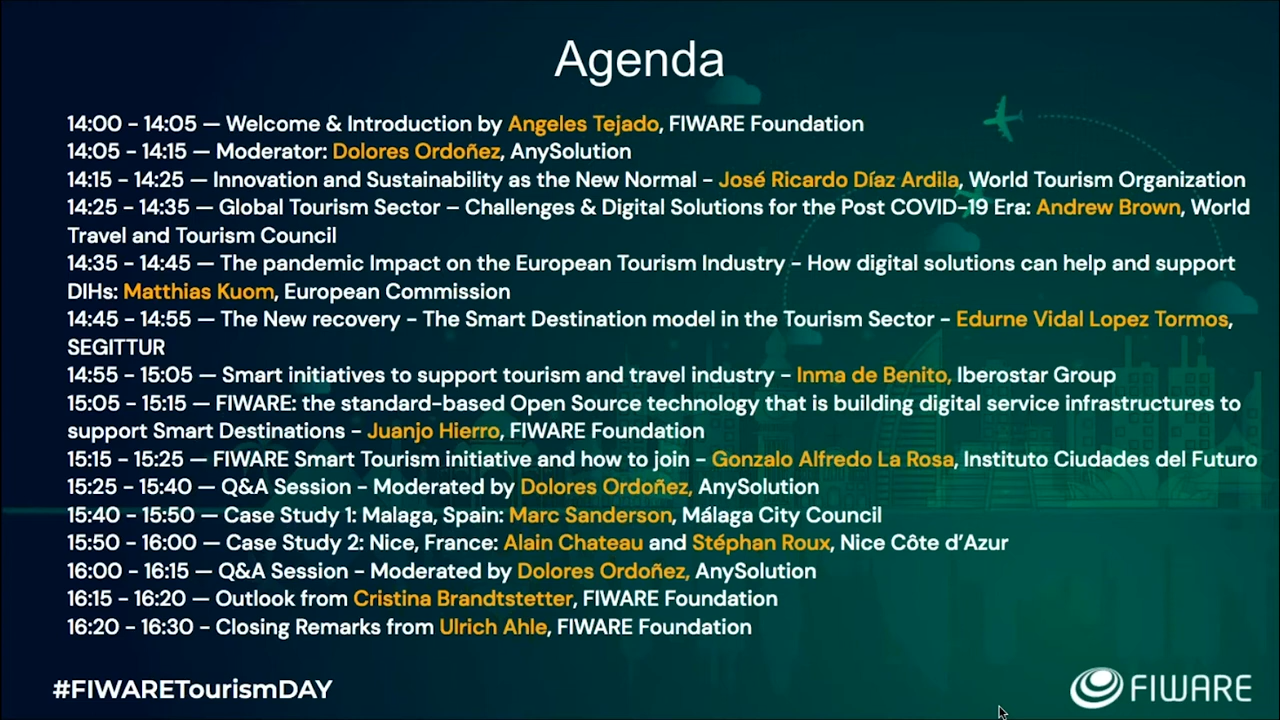 Agenda
14:00 - 14:05 — Welcome & Introduction by Angeles Tejado, FIWARE Foundation
14:05 - 14:15 — Moderator: Dolores Ordoñez, AnySolution
14:15 - 14:25 — Innovation and Sustainability as the New Normal - José Ricardo Díaz Ardila, World Tourism Organization
14:25 - 14:35 — Global Tourism Sector – Challenges & Digital Solutions for the Post COVID-19 Era: Andrew Brown, World
Travel and Tourism Council
14:35 - 14:45 — The pandemic Impact on the European Tourism Industry - How digital solutions can help and support
DIHs: Matthias Kuom, European Commission
14:45 - 14:55 — The New recovery - The Smart Destination model in the Tourism Sector - Edurne Vidal Lopez Tormos,
SEGITTUR
14:55 - 15:05 — Smart initiatives to support tourism and travel industry - Inma de Benito, Iberostar Group
15:05 - 15:15 — FIWARE: the standard-based Open Source technology that is building digital service infrastructures to
support Smart Destinations - Juanjo Hierro, FIWARE Foundation
15:15 - 15:25 — FIWARE Smart Tourism initiative and how to join - Gonzalo Alfredo La Rosa, Instituto Ciudades del Futuro
15:25 - 15:40 — Q&A Session - Moderated by Dolores Ordoñez, AnySolution
15:40 - 15:50 — Case Study 1: Malaga, Spain: Marc Sanderson, Málaga City Council
15:50 - 16:00 — Case Study 2: Nice, France: Alain Chateau and Stéphan Roux, Nice Côte d'Azur
16:00 - 16:15 — Q&A Session - Moderated by Dolores Ordoñez, AnySolution
16:15 - 16:20 — Outlook from Cristina Brandtstetter, FIWARE Foundation
16:20 - 16:30 - Closing Remarks from Ulrich Ahle, FIWARE Foundation
#FIWARETourismDAY
FIWARE